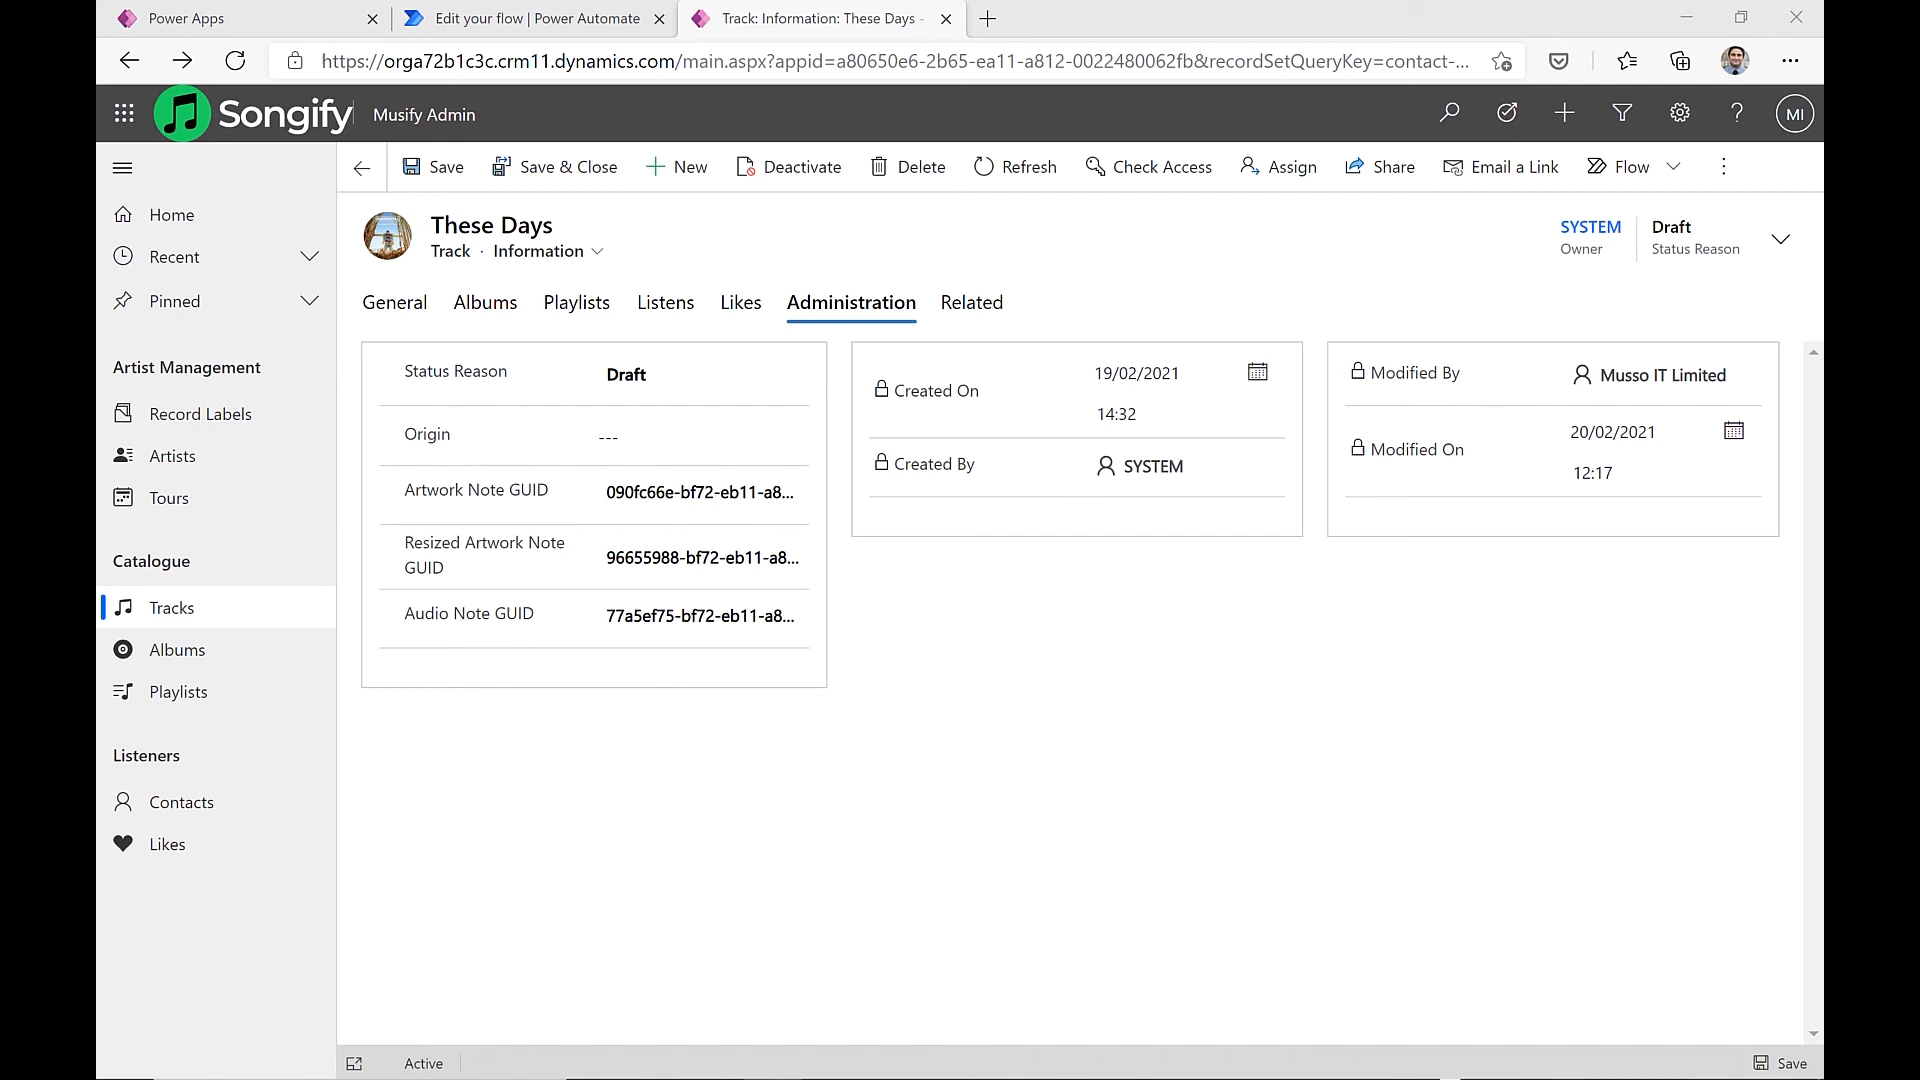 Power Apps
Edit your flow | Power Automate
Track: Information: These Days -
https://orga72b1c3c.crm11.dynamics.com/main.aspx?appid=a80650e6-2b65-ea11-a812-0022480062fb&recordSetQueryKey=contact-...
Songify
Musify Admin
?
MI
Save
Save & Close
New
Deactivate
Delete
Refresh
Check Access
Assign
Share
Email a Link
Flow
Home
Recent
Pinned
Artist Management
Record Labels
Artists
Tours
Catalogue
Tracks
Albums
Playlists
Listeners
Contacts
Likes
These Days
Track · Information
SYSTEM
Owner
Draft
Status Reason
General
Albums
Playlists
Listens
Likes
Administration
Related
Status Reason
Draft
Origin
---
Artwork Note GUID
090fc66e-bf72-eb11-a8...
Resized Artwork Note
GUID
96655988-bf72-eb11-a8...
Audio Note GUID
77a5ef75-bf72-eb11-a8...
Created On
19/02/2021
14:32
Created By
SYSTEM
Modified By
Musso IT Limited
Modified On
20/02/2021
12:17
Active
Save